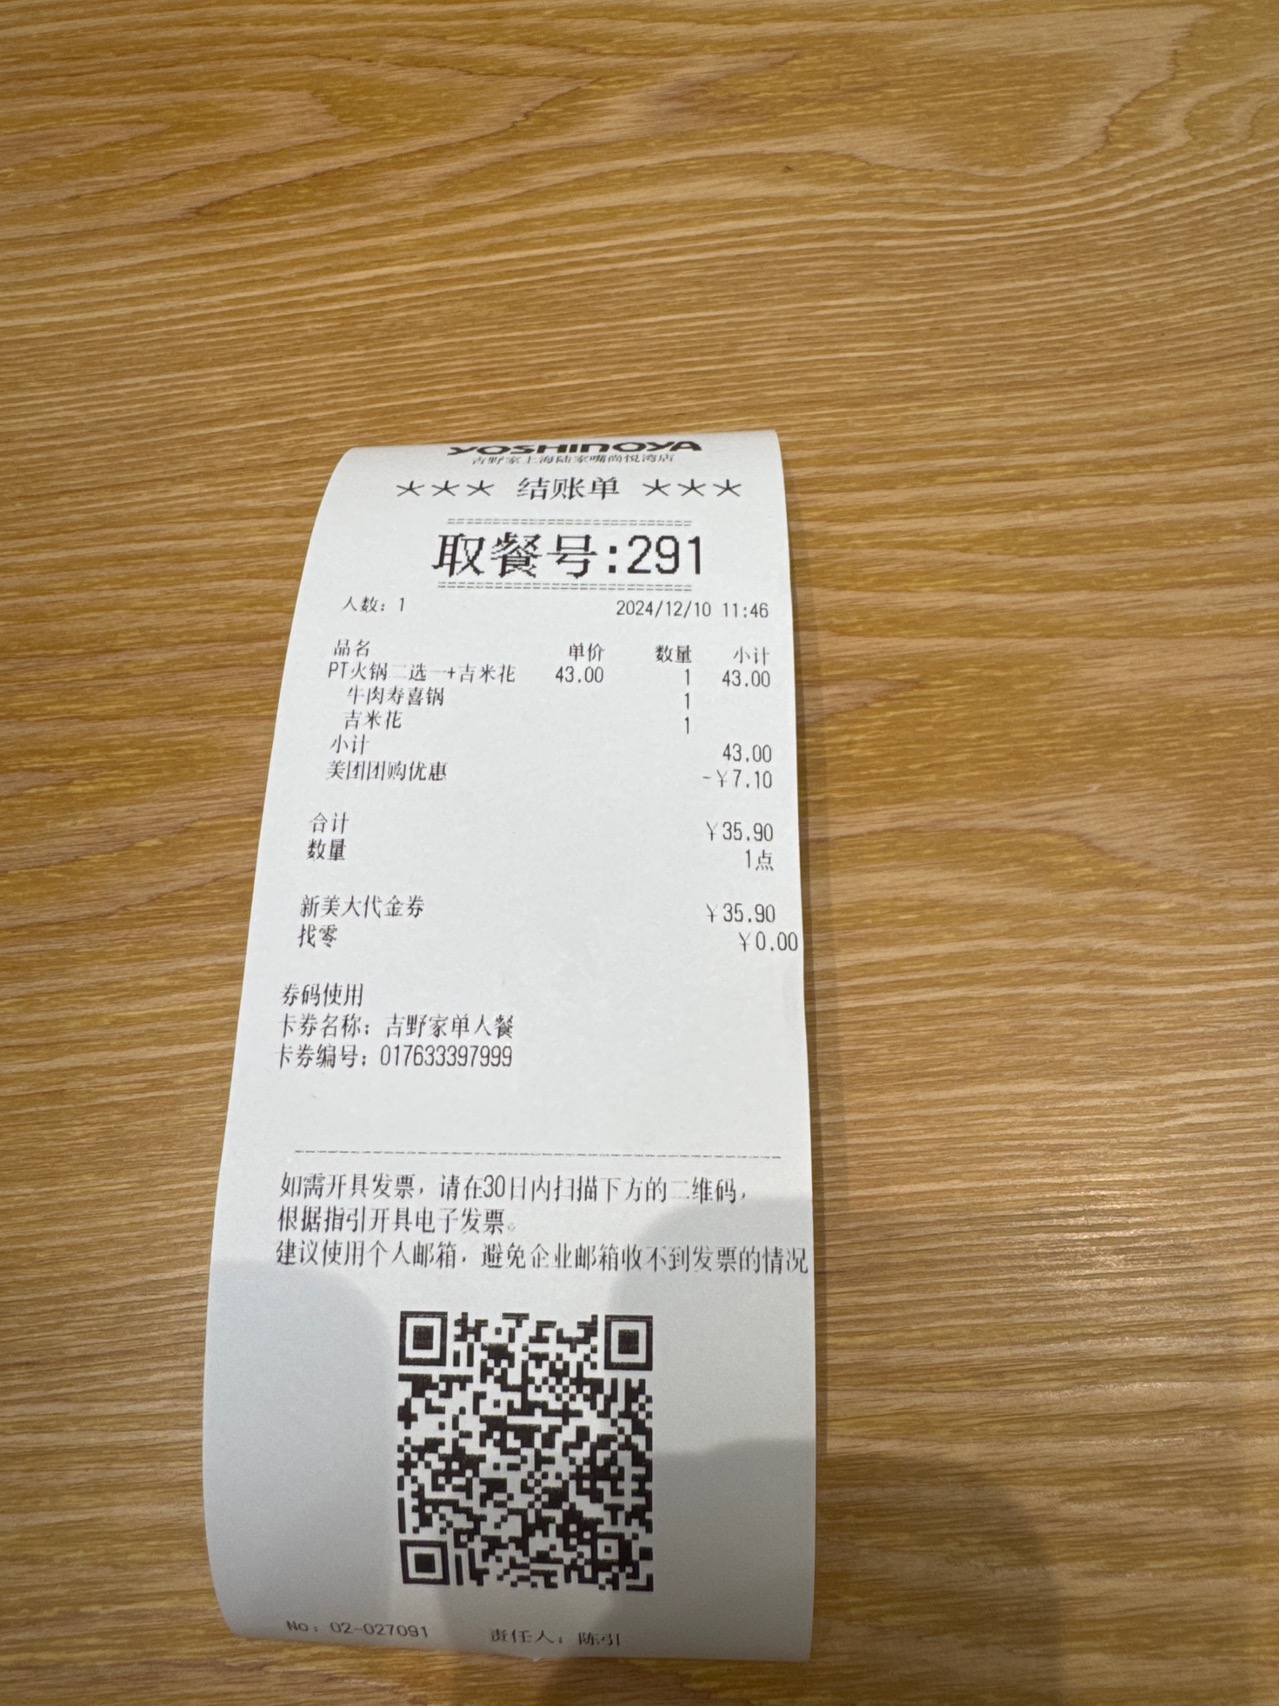 YOSHINOYA
吉野家上海陆家嘴尚悦湾店
*** 结账单 ***
取餐号:291
人数: 1 2024/12/10 11:46
品名 单价 数量 小计
PT火锅二选一+吉米花 43.00 1 43.00
牛肉寿喜锅 1
吉米花 1
小计 43.00
美团团购优惠 -¥7.10
合计 ¥35.90
数量 1点
新美大代金券 ¥35.90
找零 ¥0.00
券码使用
卡券名称: 吉野家单人餐
卡券编号: 017633397999
如需开具发票, 请在30日内扫描下方的二维码,
根据指引开具电子发票。
建议使用个人邮箱, 避免企业邮箱收不到发票的情况
No: 02-027091 责任人: 陈引